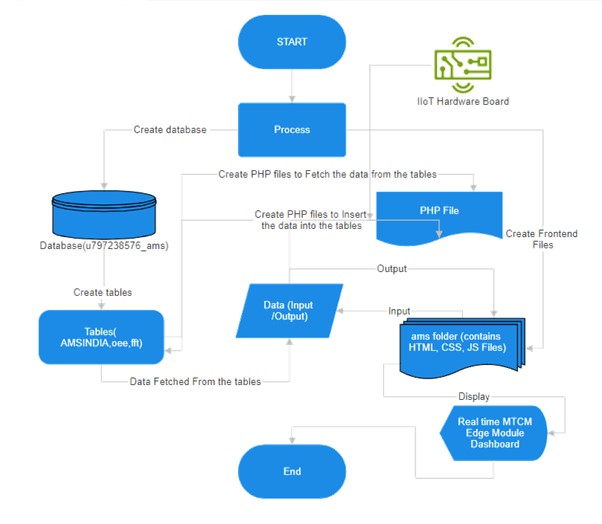 START
IIoT Hardware Board
Process
Create database
Create PHP files to Fetch the data from the tables
PHP File
Create PHP files to Insert
the data into the tables
Create Frontend
Files
Database(u797238576_ams)
Output
Create tables
Data (Input
/Output)
Input
Tables(
AMSINDIA,oee,fft)
ams folder (contains
HTML, CSS, JS Files)
Data Fetched From the tables
Display
Real time MTCM
Edge Module
Dashboard
End